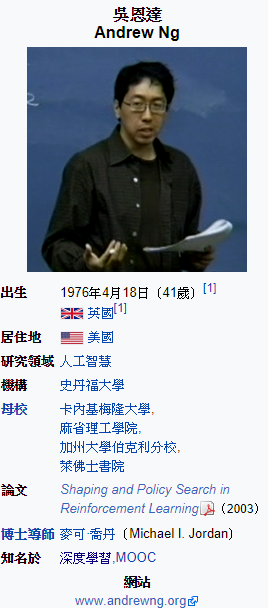 吳恩達
Andrew Ng
出生 1976年4月18日(41歲)[1]
英國[1]
居住地 美國
研究領域 人工智慧
機構 史丹福大學
母校 卡內基梅隆大學,
麻省理工學院,
加州大學伯克利分校,
萊佛士書院
論文 Shaping and Policy Search in
Reinforcement Learning (2003)
博士導師 麥可·喬丹(Michael I. Jordan)
知名於 深度學習,MOOC
網站
www.andrewng.org